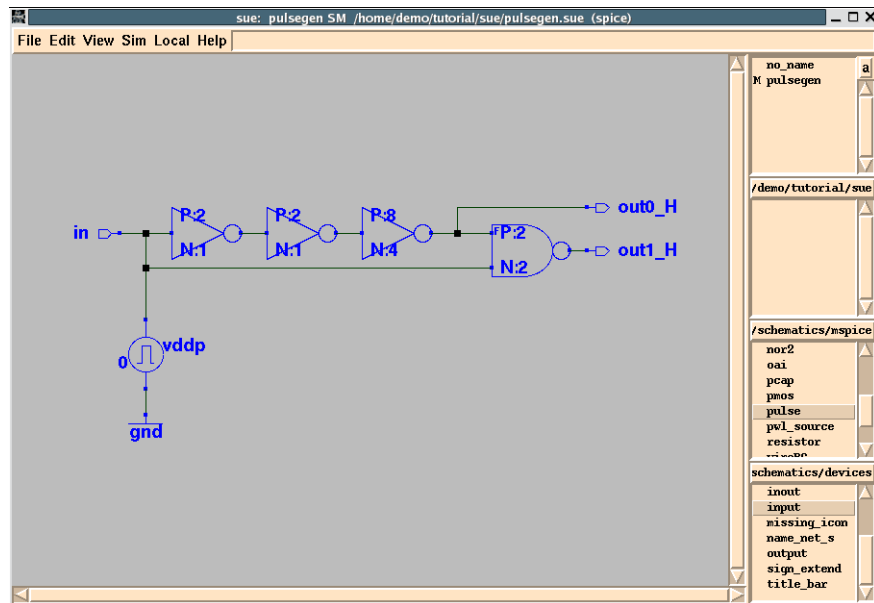 sue: pulsegen SM /home/demo/tutorial/sue/pulsegen.sue (spice)
File Edit View Sim Local Help
no_name
a
M pulsegen
/demo/tutorial/sue
/schematics/mspice
nor2
oai
pcap
pmos
pulse
pwl_source
resistor
schematics/devices
inout
input
missing_icon
name_net_s
output
sign_extend
title_bar
in
P:2
N:1
P:2
N:1
P:8
N:4
F
P:2
N:2
out0_H
out1_H
0
vddp
gnd